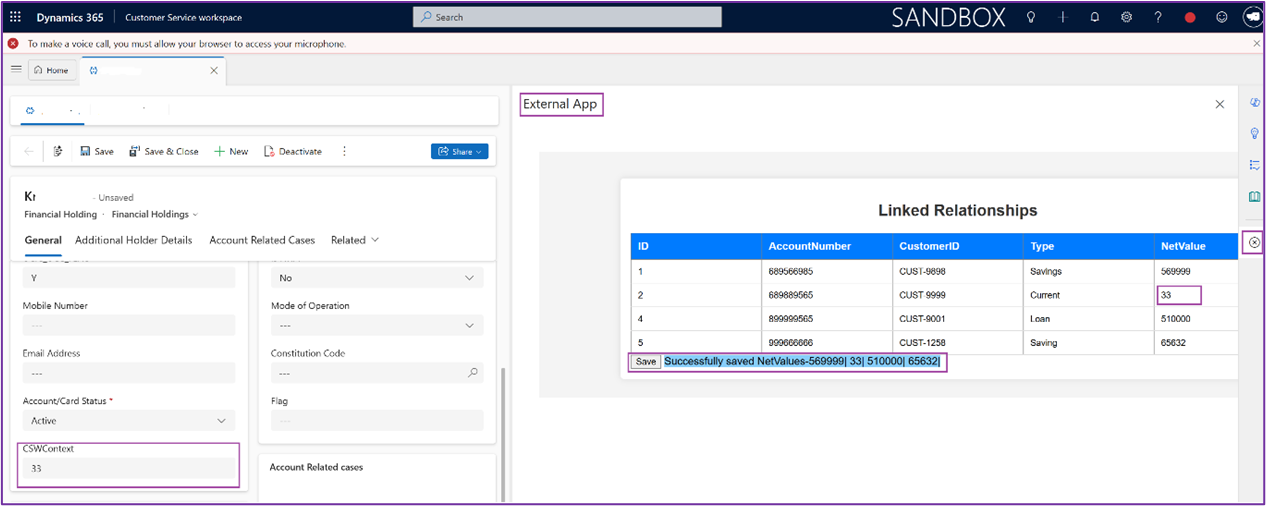 Dynamics 365 Customer Service workspace Search SANDBOX
To make a voice call, you must allow your browser to access your microphone.
Home
External App
Save Save & Close New Deactivate Share
- Unsaved
Financial Holding · Financial Holdings
General Additional Holder Details Account Related Cases Related
Y
No
Mobile Number
---
Mode of Operation
---
Email Address
---
Constitution Code
---
Account/Card Status *
Active
Flag
---
CSWContext
33
Account Related cases
Linked Relationships
ID AccountNumber CustomerID Type NetValue
1 689566985 CUST-9898 Savings 569999
2 689889565 CUST 9999 Current 33
4 899999565 CUST-9001 Loan 510000
5 999666666 CUST-1258 Saving 65632
Save Successfully saved NetValues-569999| 33| 510000| 65632|